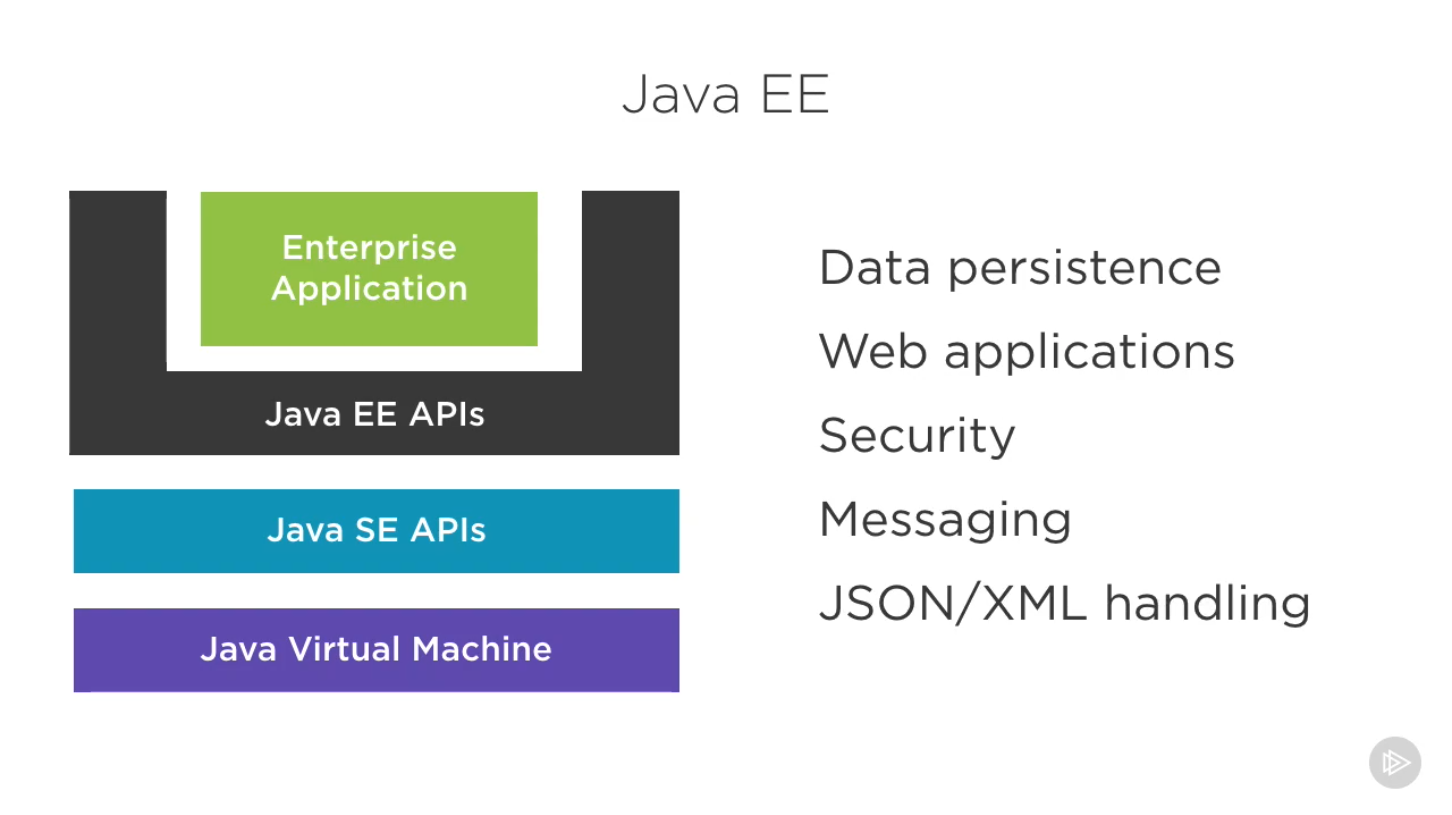 Java EE
Enterprise
Application
Java EE APIs
Java SE APIs
Java Virtual Machine
Data persistence
Web applications
Security
Messaging
JSON/XML handling